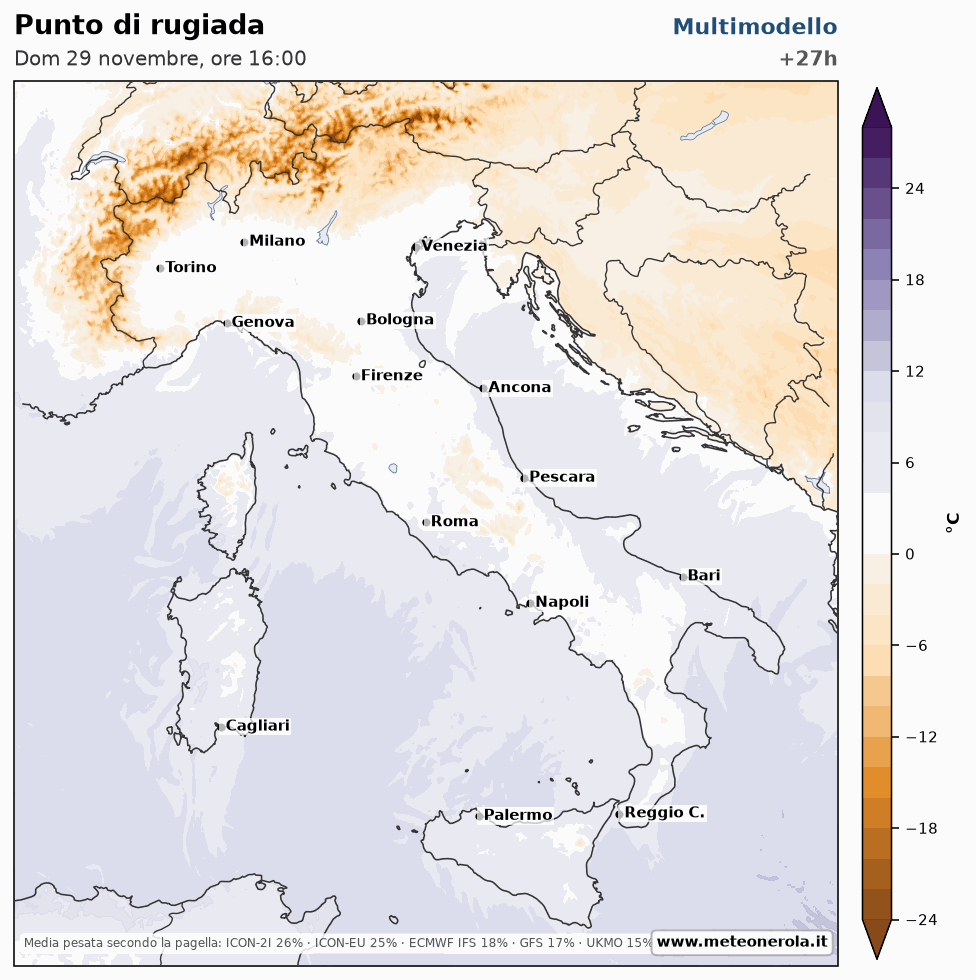 Punto di rugiada
Multimodello
Dom 29 novembre, ore 16:00
+27h
Milano
Venezia
Torino
Genova
Bologna
Firenze
Ancona
Pescara
Roma
Bari
Napoli
Cagliari
Palermo
Reggio C.
24
18
12
6
0
−6
−12
−18
−24
°C
Media pesata secondo la pagella: ICON-2I 26% · ICON-EU 25% · ECMWF IFS 18% · GFS 17% · UKMO 15%
www.meteonerola.it